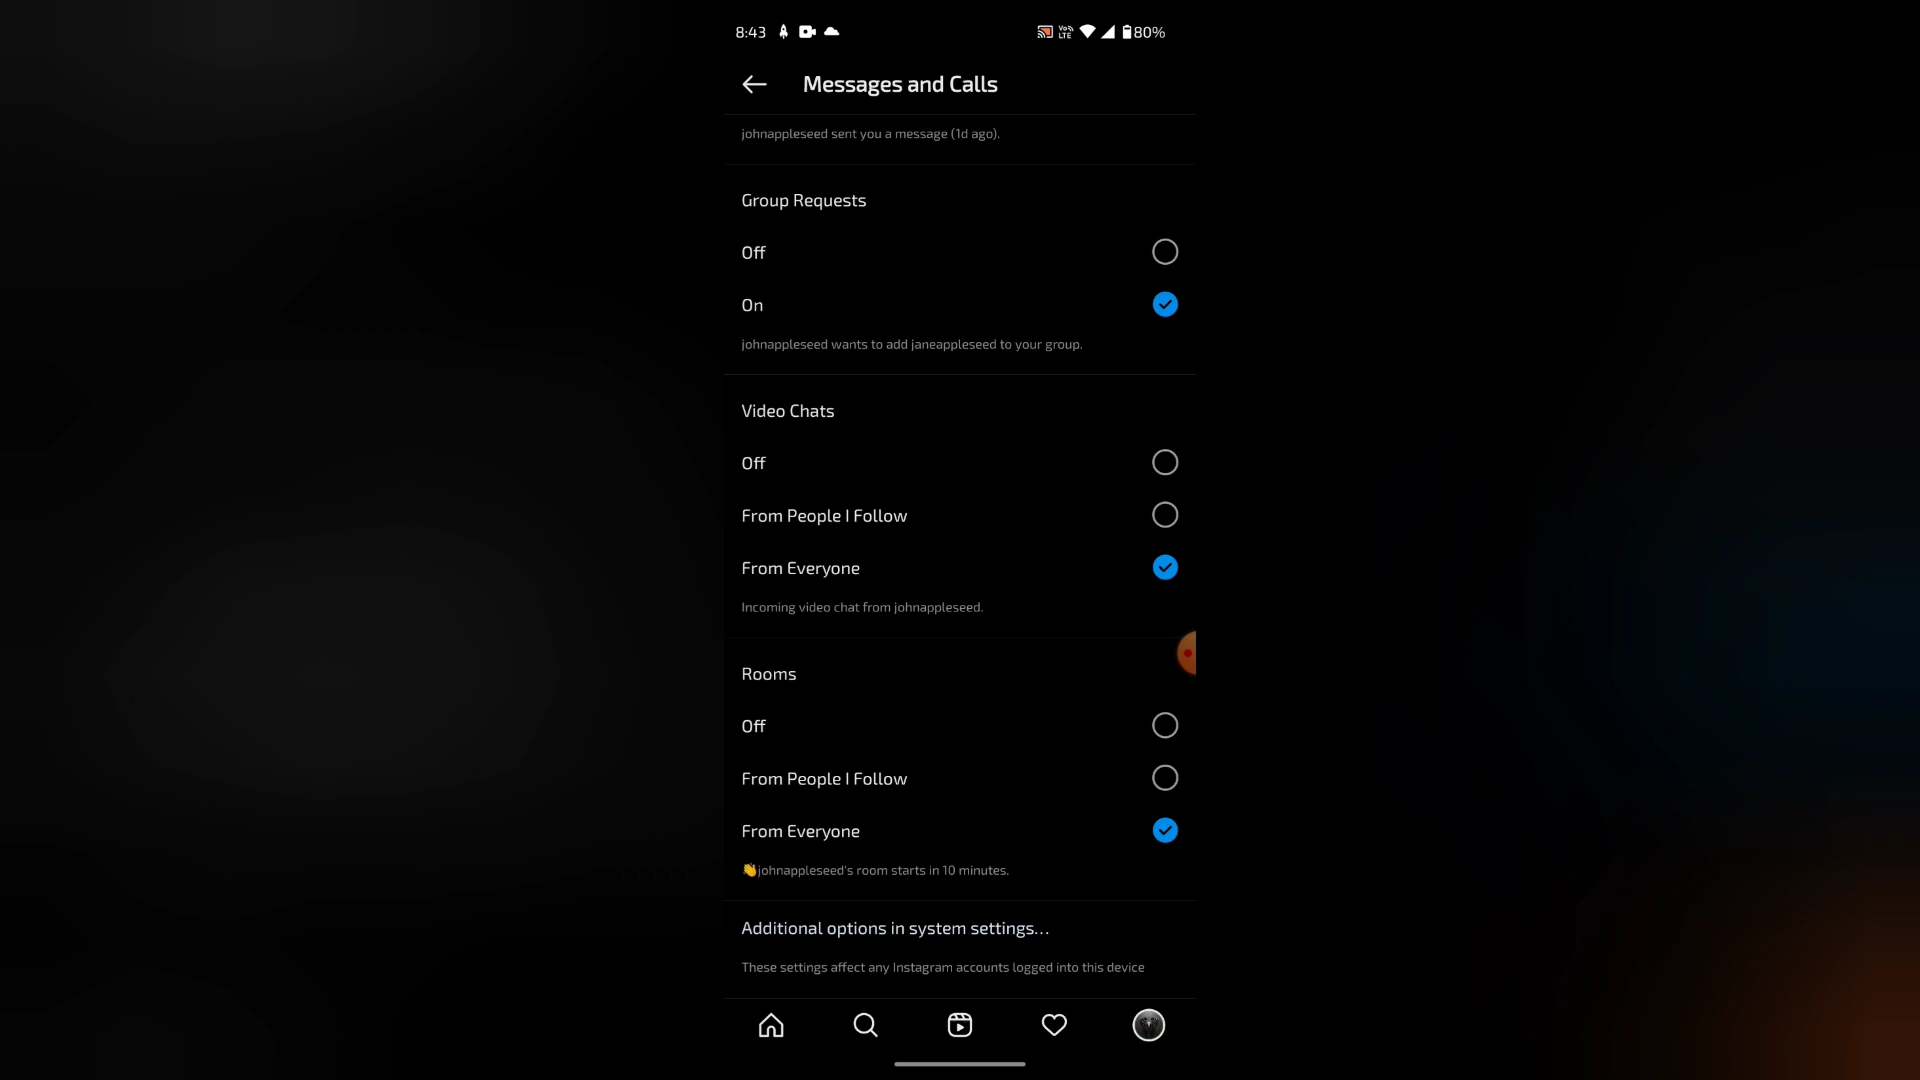 8:43 Vo) LTE 80%
Messages and Calls
johnappleseed sent you a message (1d ago).
Group Requests
Off
On
johnappleseed wants to add janeappleseed to your group.
Video Chats
Off
From People I Follow
From Everyone
Incoming video chat from johnappleseed.
Rooms
Off
From People I Follow
From Everyone
👋johnappleseed's room starts in 10 minutes.
Additional options in system settings...
These settings affect any Instagram accounts logged into this device